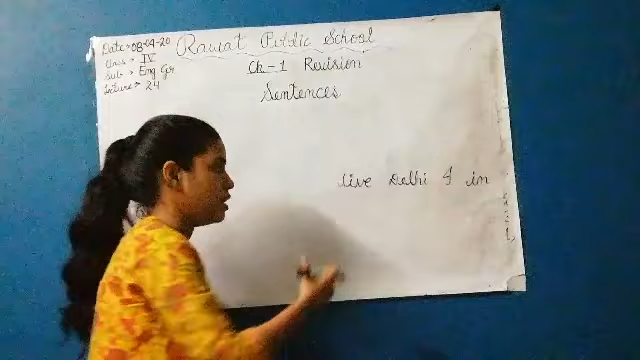 Date:- 08-04-20
Rawat Public School
Class - IV
Ch-1 Revision
Sub - Eng Gr
Lecture - 24
Sentences
live Delhi I in